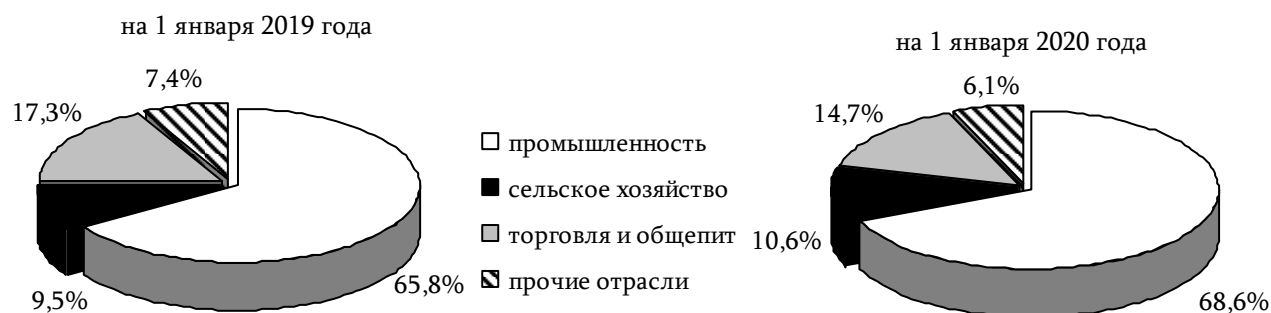 на 1 января 2019 года
7,4%
17,3%
9,5%
65,8%
промышленность
сельское хозяйство
торговля и общепит
прочие отрасли
на 1 января 2020 года
6,1%
14,7%
10,6%
68,6%